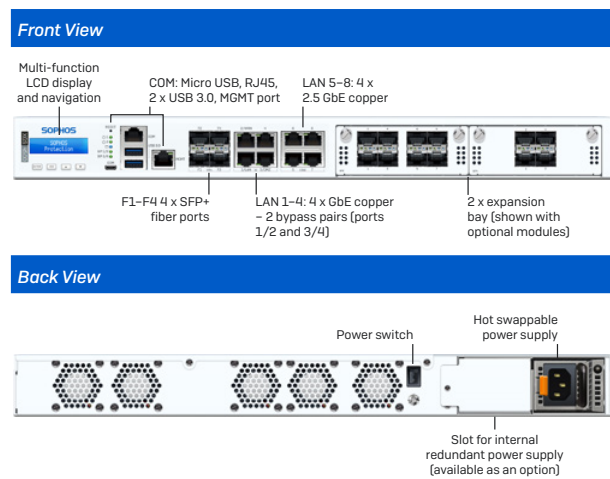 Front View
Multi-function
LCD display
and navigation
COM: Micro USB, RJ45,
2 x USB 3.0, MGMT port
LAN 5–8: 4 x
2.5 GbE copper
SOPHOS
SOPHOS
Protection
F1–F4 4 x SFP+
fiber ports
LAN 1–4: 4 x GbE copper
– 2 bypass pairs (ports
1/2 and 3/4)
2 x expansion
bay (shown with
optional modules)
Back View
Power switch
Hot swappable
power supply
Slot for internal
redundant power supply
(available as an option)